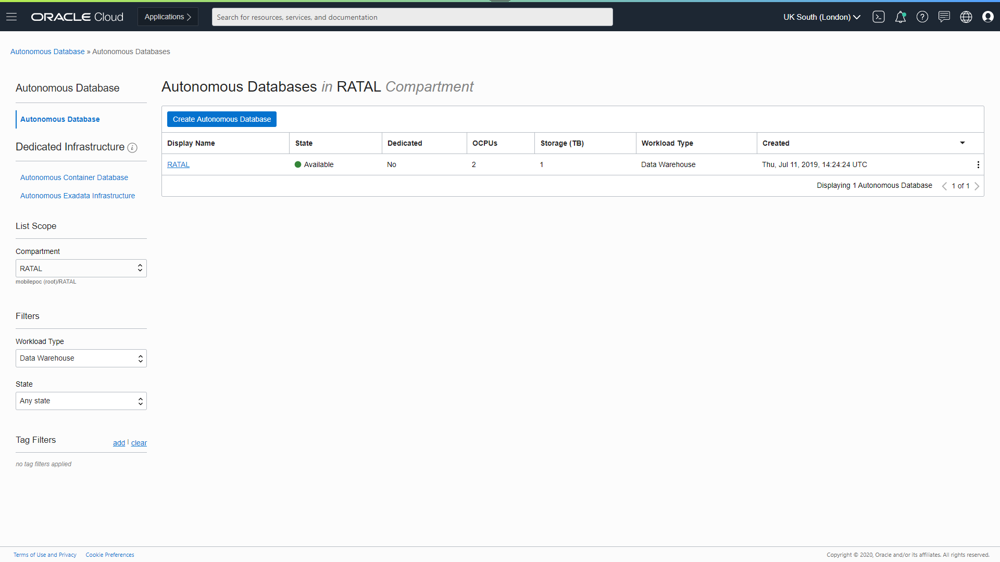 ORACLE Cloud
Applications
Search for resources, services, and documentation
UK South (London)
Autonomous Database » Autonomous Databases
Autonomous Database
Autonomous Database
Dedicated Infrastructure
Autonomous Container Database
Autonomous Exadata Infrastructure
List Scope
Compartment
RATAL
mobilepoc (root)/RATAL
Filters
Workload Type
Data Warehouse
State
Any state
Tag Filters
add | clear
no tag filters applied
Autonomous Databases in RATAL Compartment
Create Autonomous Database
Display Name State Dedicated OCPUs Storage (TB) Workload Type Created
RATAL Available No 2 1 Data Warehouse Thu, Jul 11, 2019, 14:24:24 UTC
Displaying 1 Autonomous Database 1 of 1
Terms of Use and Privacy Cookie Preferences
Copyright © 2020, Oracle and/or its affiliates. All rights reserved.